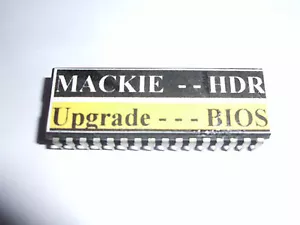 MACKIE -- HDR
Upgrade --- BIOS